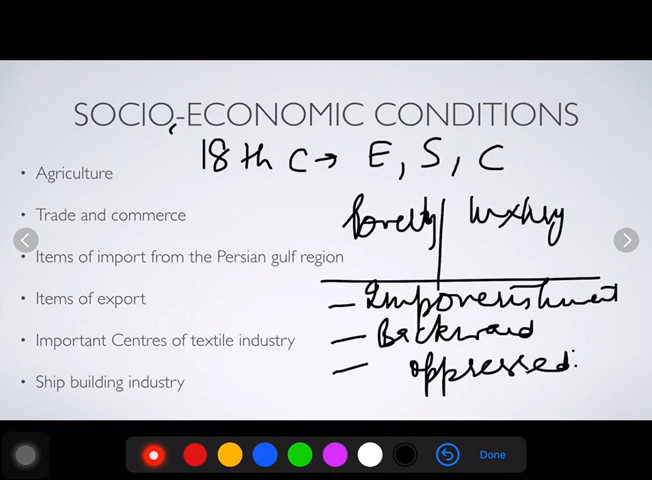 SOCIO-ECONOMIC CONDITIONS
18th C → E, S, C
• Agriculture
• Trade and commerce
Poverty | luxury
• Items of import from the Persian gulf region
• Items of export
— Impoverishment
• Important Centres of textile industry
— Backward
— oppressed
• Ship building industry
Done